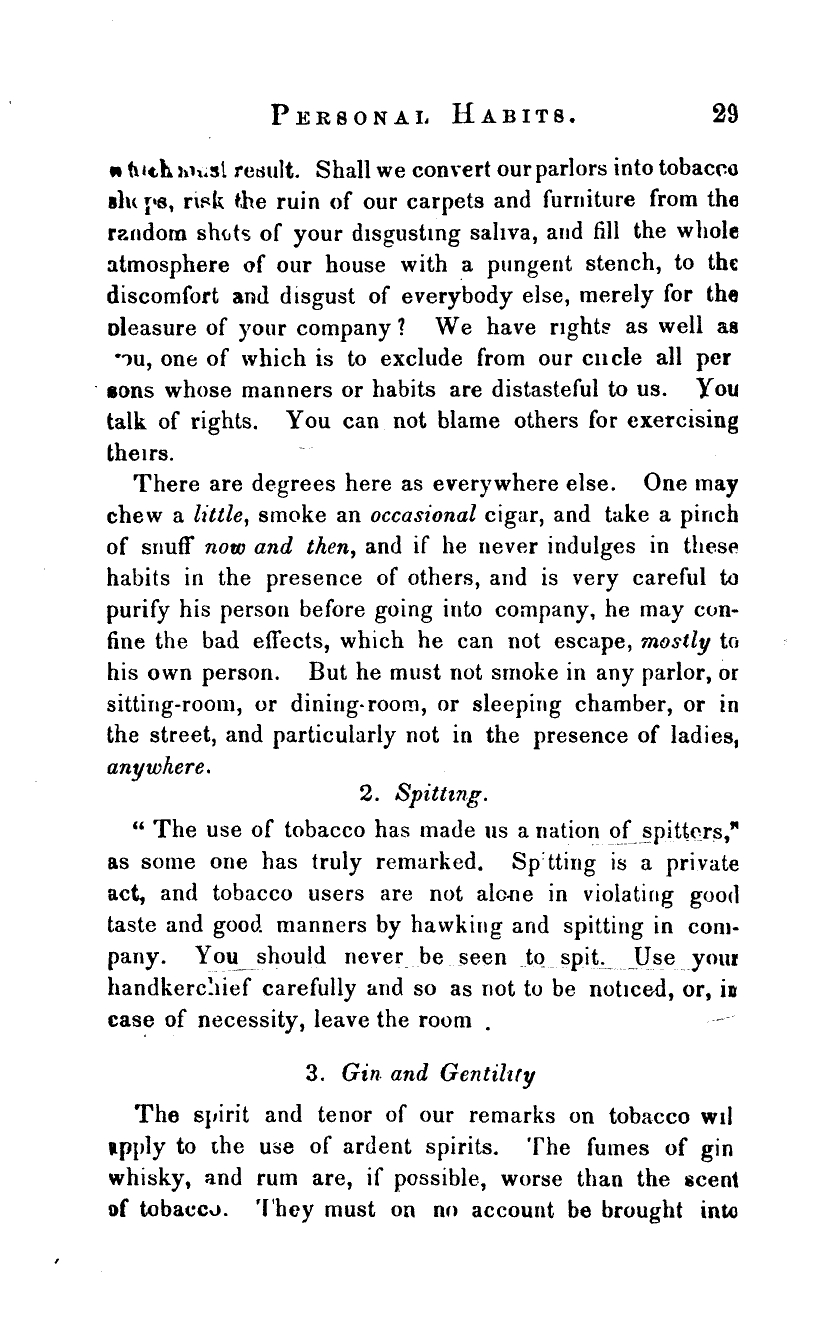 PERSONAL HABITS. 29
which must result. Shall we convert our parlors into tobacco
shops, risk the ruin of our carpets and furniture from the
random shots of your disgusting saliva, and fill the whole
atmosphere of our house with a pungent stench, to the
discomfort and disgust of everybody else, merely for the
pleasure of your company? We have rights as well as
you, one of which is to exclude from our circle all per
sons whose manners or habits are distasteful to us. You
talk of rights. You can not blame others for exercising
theirs.
There are degrees here as everywhere else. One may
chew a little, smoke an occasional cigar, and take a pinch
of snuff now and then, and if he never indulges in these
habits in the presence of others, and is very careful to
purify his person before going into company, he may con-
fine the bad effects, which he can not escape, mostly to
his own person. But he must not smoke in any parlor, or
sitting-room, or dining-room, or sleeping chamber, or in
the street, and particularly not in the presence of ladies,
anywhere.
2. Spitting.
" The use of tobacco has made us a nation of spitters,"
as some one has truly remarked. Spitting is a private
act, and tobacco users are not alone in violating good
taste and good manners by hawking and spitting in com-
pany. You should never be seen to spit. Use your
handkerchief carefully and so as not to be noticed, or, in
case of necessity, leave the room .
3. Gin and Gentility
The spirit and tenor of our remarks on tobacco wil
apply to the use of ardent spirits. The fumes of gin
whisky, and rum are, if possible, worse than the scent
of tobacco. They must on no account be brought into